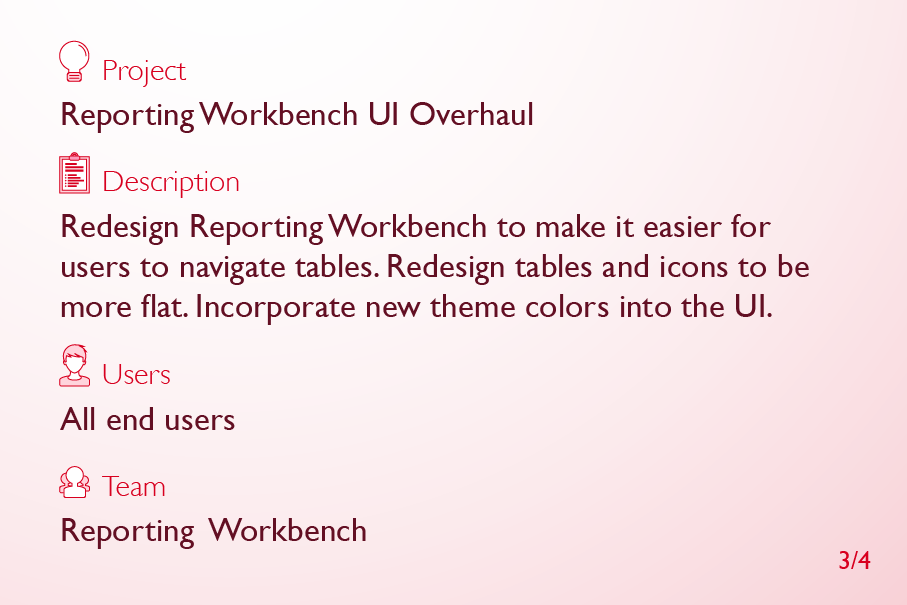 Project
Reporting Workbench UI Overhaul
Description
Redesign Reporting Workbench to make it easier for
users to navigate tables. Redesign tables and icons to be
more flat. Incorporate new theme colors into the UI.
Users
All end users
Team
Reporting Workbench
3/4